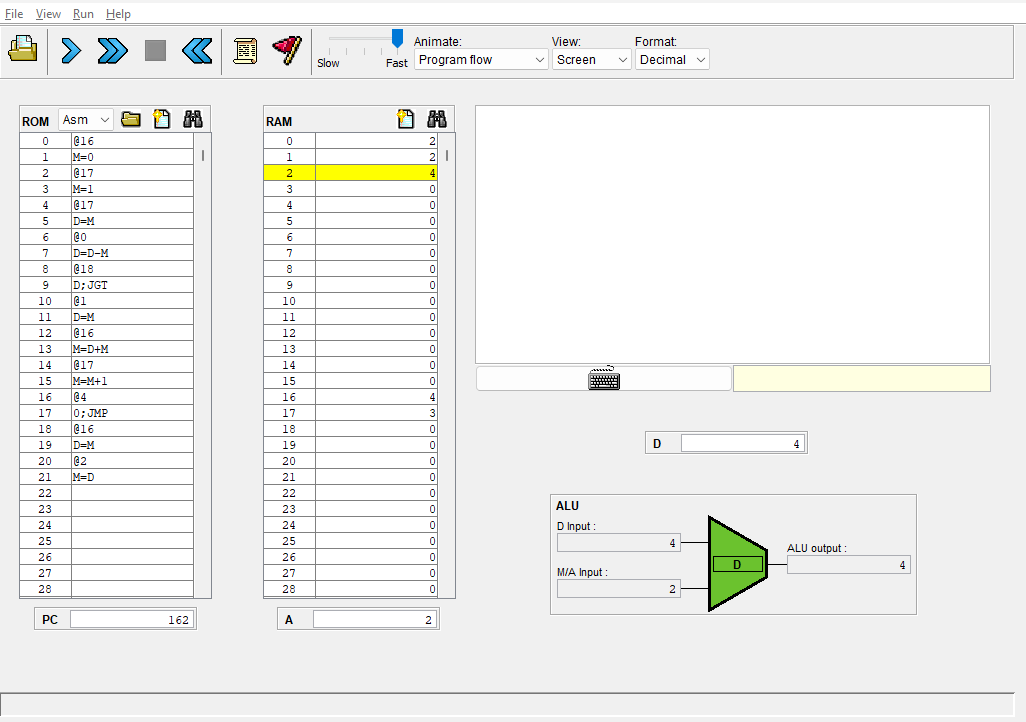 File View Run Help
Slow Fast Animate: Program flow View: Screen Format: Decimal
ROM Asm
0 @16
1 M=0
2 @17
3 M=1
4 @17
5 D=M
6 @0
7 D=D-M
8 @18
9 D;JGT
10 @1
11 D=M
12 @16
13 M=D+M
14 @17
15 M=M+1
16 @4
17 0;JMP
18 @16
19 D=M
20 @2
21 M=D
22
23
24
25
26
27
28
PC 162
RAM
0 2
1 2
2 4
3 0
4 0
5 0
6 0
7 0
8 0
9 0
10 0
11 0
12 0
13 0
14 0
15 0
16 4
17 3
18 0
19 0
20 0
21 0
22 0
23 0
24 0
25 0
26 0
27 0
28 0
A 2
D 4
ALU
D Input : 4
M/A Input : 2
D
ALU output : 4